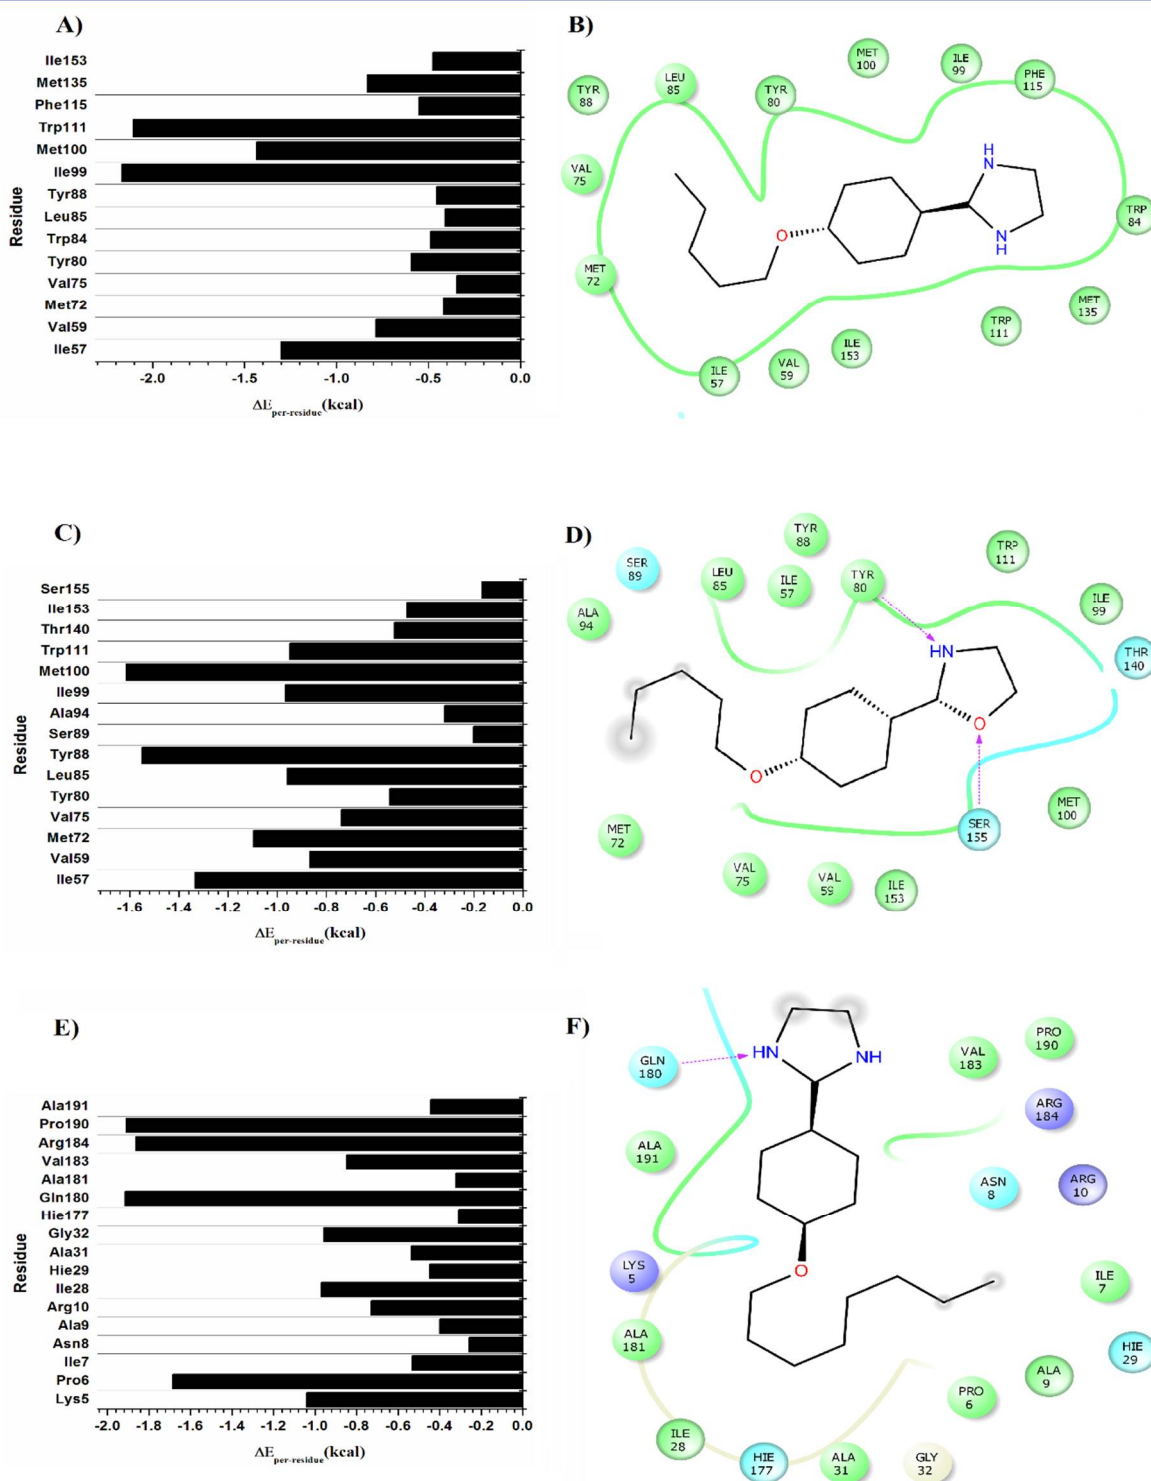 A)
Residue
Ile153
Met135
Phe115
Trp111
Met100
Ile99
Tyr88
Leu85
Trp84
Tyr80
Val75
Met72
Val59
Ile57
-2.0 -1.5 -1.0 -0.5 0.0
ΔEper-residue(kcal)
B)
MET
100
ILE
99
PHE
115
LEU
85
TYR
80
TYR
88
VAL
75
H
N
TRP
84
O
N
H
MET
72
MET
135
TRP
111
ILE
153
VAL
59
ILE
57
C)
Residue
Ser155
Ile153
Thr140
Trp111
Met100
Ile99
Ala94
Ser89
Tyr88
Leu85
Tyr80
Val75
Met72
Val59
Ile57
-1.6 -1.4 -1.2 -1.0 -0.8 -0.6 -0.4 -0.2 0.0
ΔEper-residue(kcal)
D)
TYR
88
TRP
111
SER
89
LEU
85
ILE
57
TYR
80
ILE
99
ALA
94
HN
THR
140
O
O
MET
100
SER
155
MET
72
VAL
75
VAL
59
ILE
153
E)
Residue
Ala191
Pro190
Arg184
Val183
Ala181
Gln180
Hie177
Gly32
Ala31
Hie29
Ile28
Arg10
Ala9
Asn8
Ile7
Pro6
Lys5
-2.0 -1.8 -1.6 -1.4 -1.2 -1.0 -0.8 -0.6 -0.4 -0.2 0.0
ΔEper-residue(kcal)
F)
GLN
180
HN
NH
VAL
183
PRO
190
ARG
184
ALA
191
ASN
8
ARG
10
LYS
5
O
ILE
7
ALA
181
HIE
29
ALA
9
PRO
6
ILE
28
HIE
177
ALA
31
GLY
32